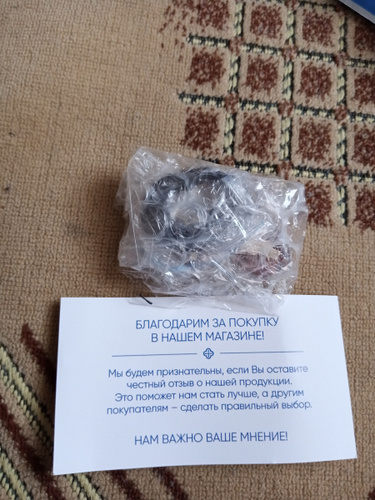 БЛАГОДАРИМ ЗА ПОКУПКУ
В НАШЕМ МАГАЗИНЕ!
Мы будем признательны, если Вы оставите
честный отзыв о нашей продукции.
Это поможет нам стать лучше, а другим
покупателям – сделать правильный выбор.
НАМ ВАЖНО ВАШЕ МНЕНИЕ!